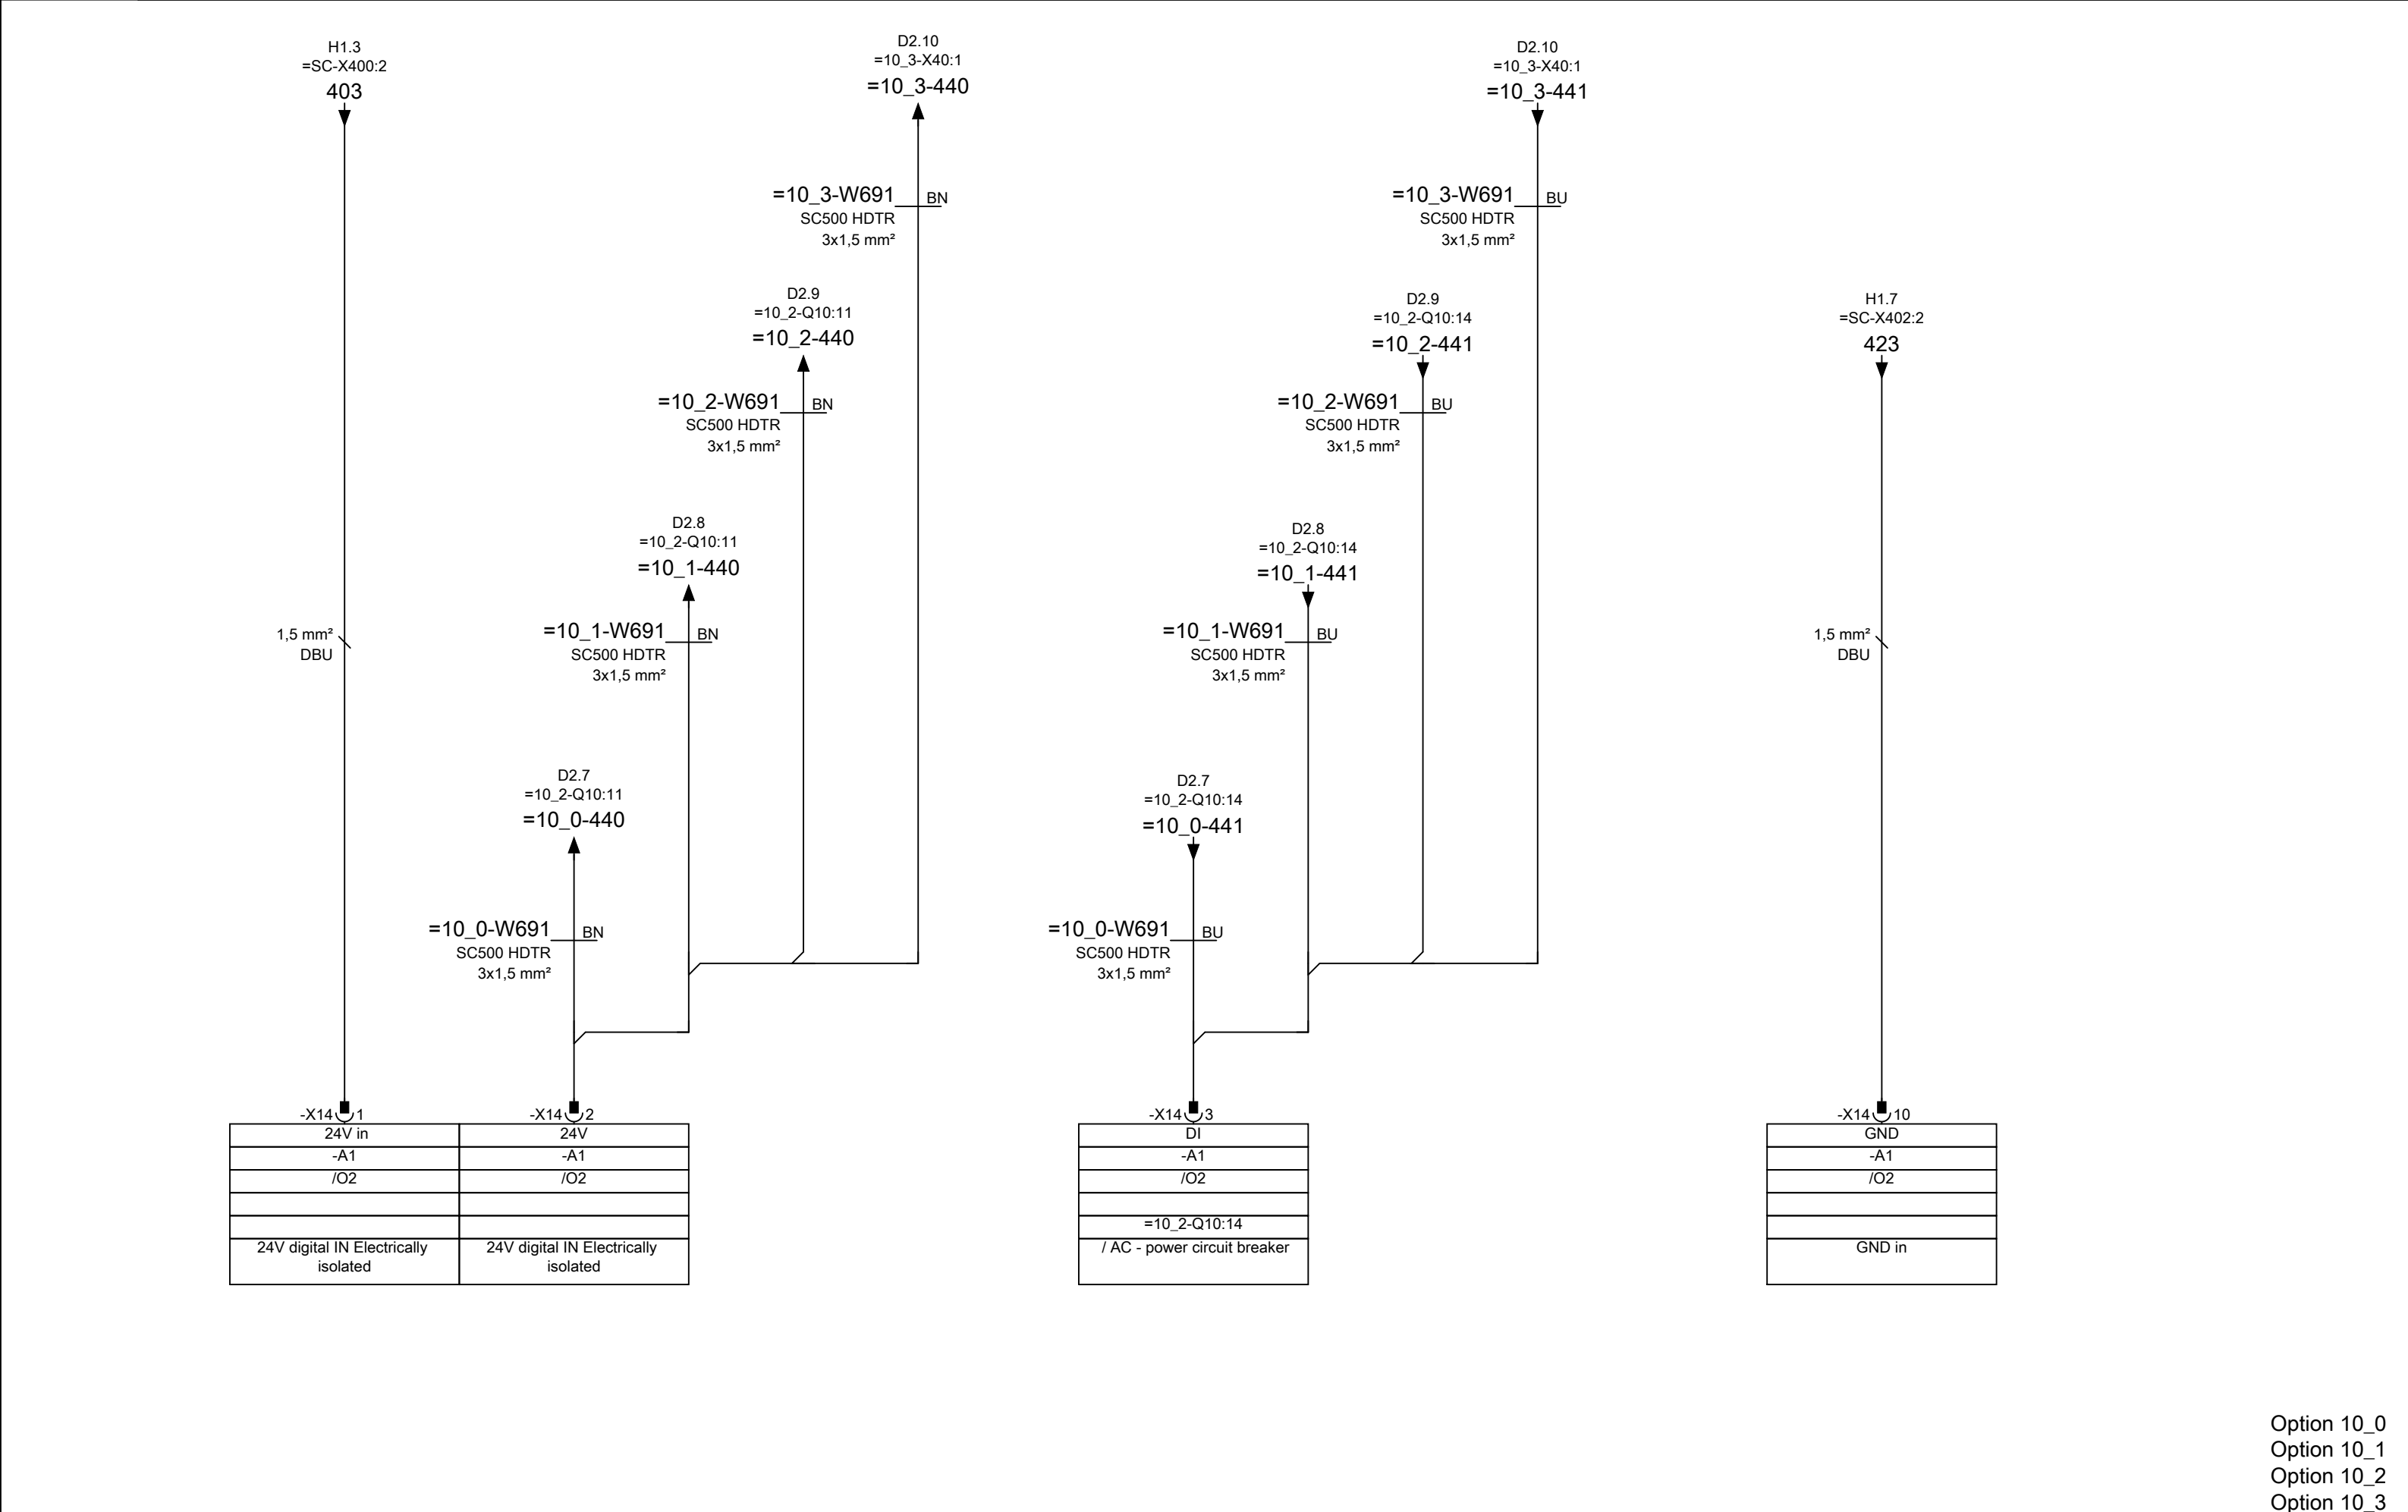 H1.3
=SC-X400:2
403
D2.10
=10_3-X40:1
=10_3-440
D2.10
=10_3-X40:1
=10_3-441
=10_3-W691
BN
SC500 HDTR
3x1,5 mm²
=10_3-W691
BU
SC500 HDTR
3x1,5 mm²
D2.9
=10_2-Q10:11
=10_2-440
D2.9
=10_2-Q10:14
=10_2-441
H1.7
=SC-X402:2
423
=10_2-W691
BN
SC500 HDTR
3x1,5 mm²
=10_2-W691
BU
SC500 HDTR
3x1,5 mm²
D2.8
=10_2-Q10:11
=10_1-440
D2.8
=10_2-Q10:14
=10_1-441
1,5 mm²
DBU
=10_1-W691
BN
SC500 HDTR
3x1,5 mm²
=10_1-W691
BU
SC500 HDTR
3x1,5 mm²
1,5 mm²
DBU
D2.7
=10_2-Q10:11
=10_0-440
D2.7
=10_2-Q10:14
=10_0-441
=10_0-W691
BN
SC500 HDTR
3x1,5 mm²
=10_0-W691
BU
SC500 HDTR
3x1,5 mm²
-X14 1
24V in
-A1
/O2
24V digital IN Electrically
isolated
-X14 2
24V
-A1
/O2
24V digital IN Electrically
isolated
-X14 3
DI
-A1
/O2
=10_2-Q10:14
/ AC - power circuit breaker
-X14 10
GND
-A1
/O2
GND in
Option 10_0
Option 10_1
Option 10_2
Option 10_3